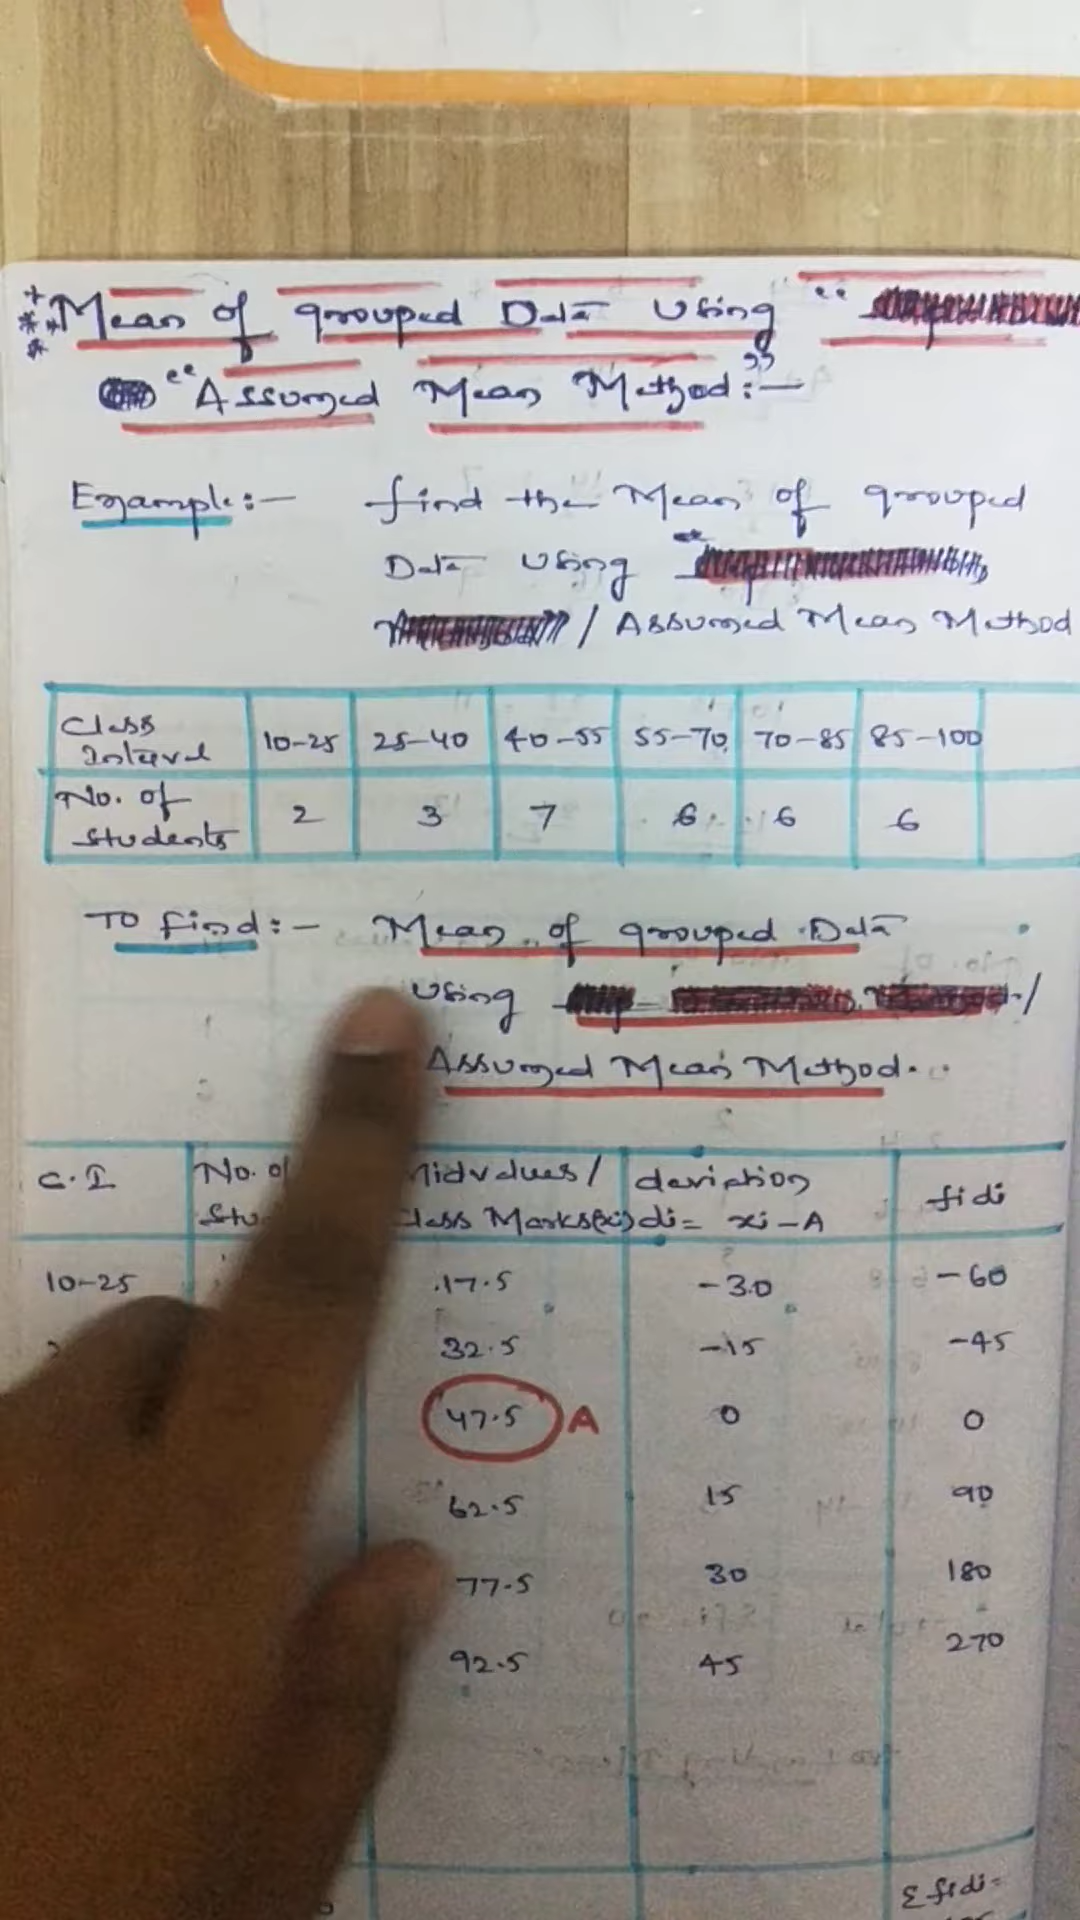 Mean of grouped Data Using "
"Assumed Mean Method":-
Example:- find the Mean of grouped
Data Using "
/ Assumed Mean Method
Class Interval 10-25 25-40 40-55 55-70 70-85 85-100
No. of Students 2 3 7 6 6 6
To find:- Mean of grouped Data
Using /
Assumed Mean Method.
C.I No. of Midvalues/ deviation fidi
Stu Class Marks(xi) di= xi-A
10-25 17.5 -30 -60
32.5 -15 -45
47.5 A 0 0
62.5 15 90
77.5 30 180
92.5 45 270
Σfidi=